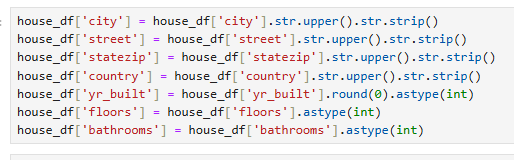 house_df['city'] = house_df['city'].str.upper().str.strip()
house_df['street'] = house_df['street'].str.upper().str.strip()
house_df['statezip'] = house_df['statezip'].str.upper().str.strip()
house_df['country'] = house_df['country'].str.upper().str.strip()
house_df['yr_built'] = house_df['yr_built'].round(0).astype(int)
house_df['floors'] = house_df['floors'].astype(int)
house_df['bathrooms'] = house_df['bathrooms'].astype(int)